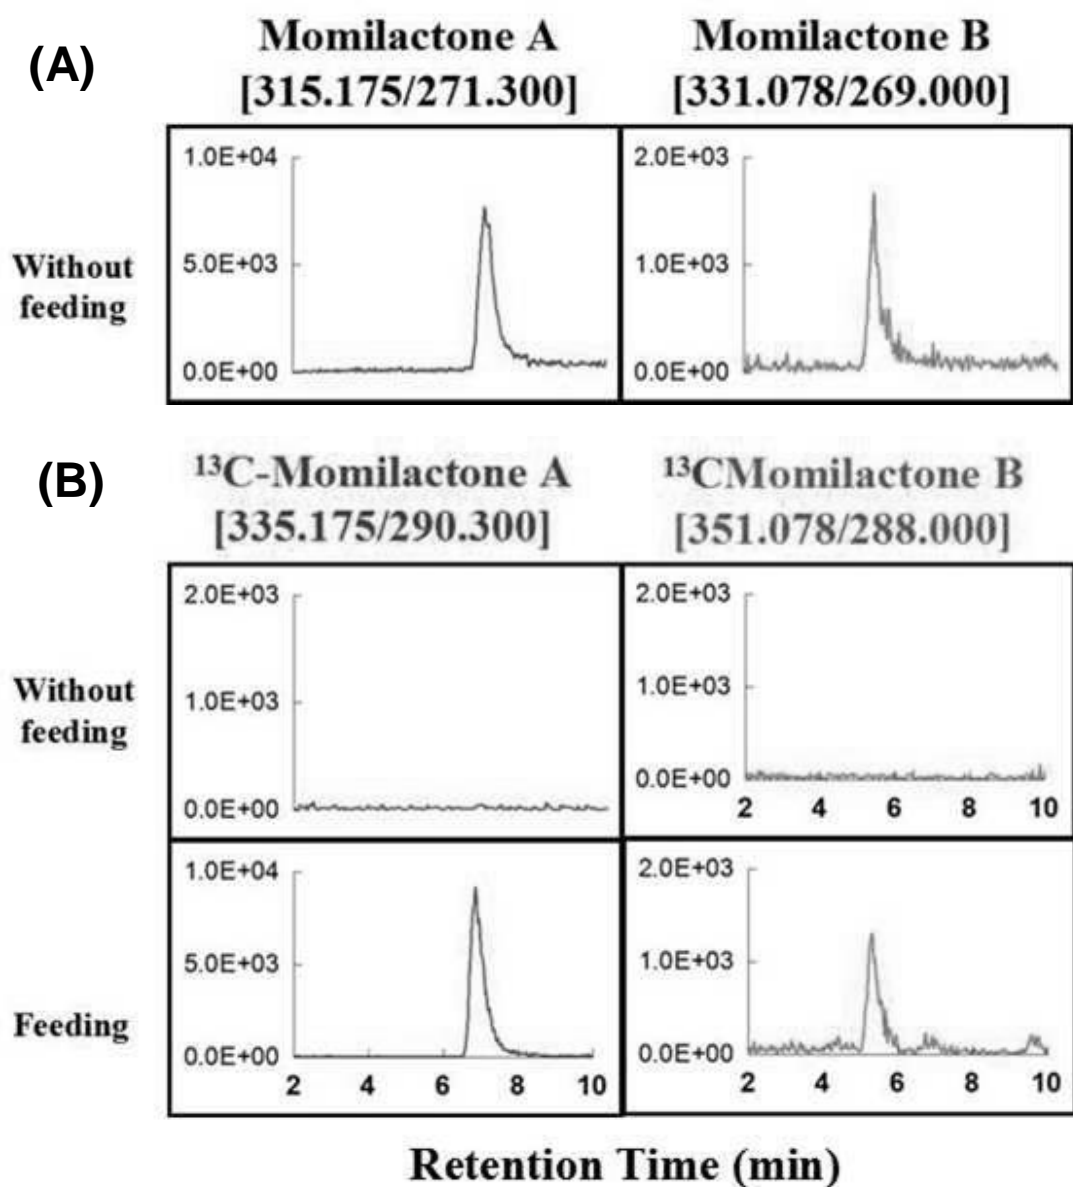 (A)
Momilactone A
[315.175/271.300]
Momilactone B
[331.078/269.000]
Without
feeding
1.0E+04
5.0E+03
0.0E+00
2.0E+03
1.0E+03
0.0E+00
(B)
¹³C-Momilactone A
[335.175/290.300]
¹³CMomilactone B
[351.078/288.000]
Without
feeding
2.0E+03
1.0E+03
0.0E+00
2.0E+03
1.0E+03
0.0E+00
2 4 6 8 10
Feeding
1.0E+04
5.0E+03
0.0E+00
2 4 6 8 10
2.0E+03
1.0E+03
0.0E+00
2 4 6 8 10
Retention Time (min)